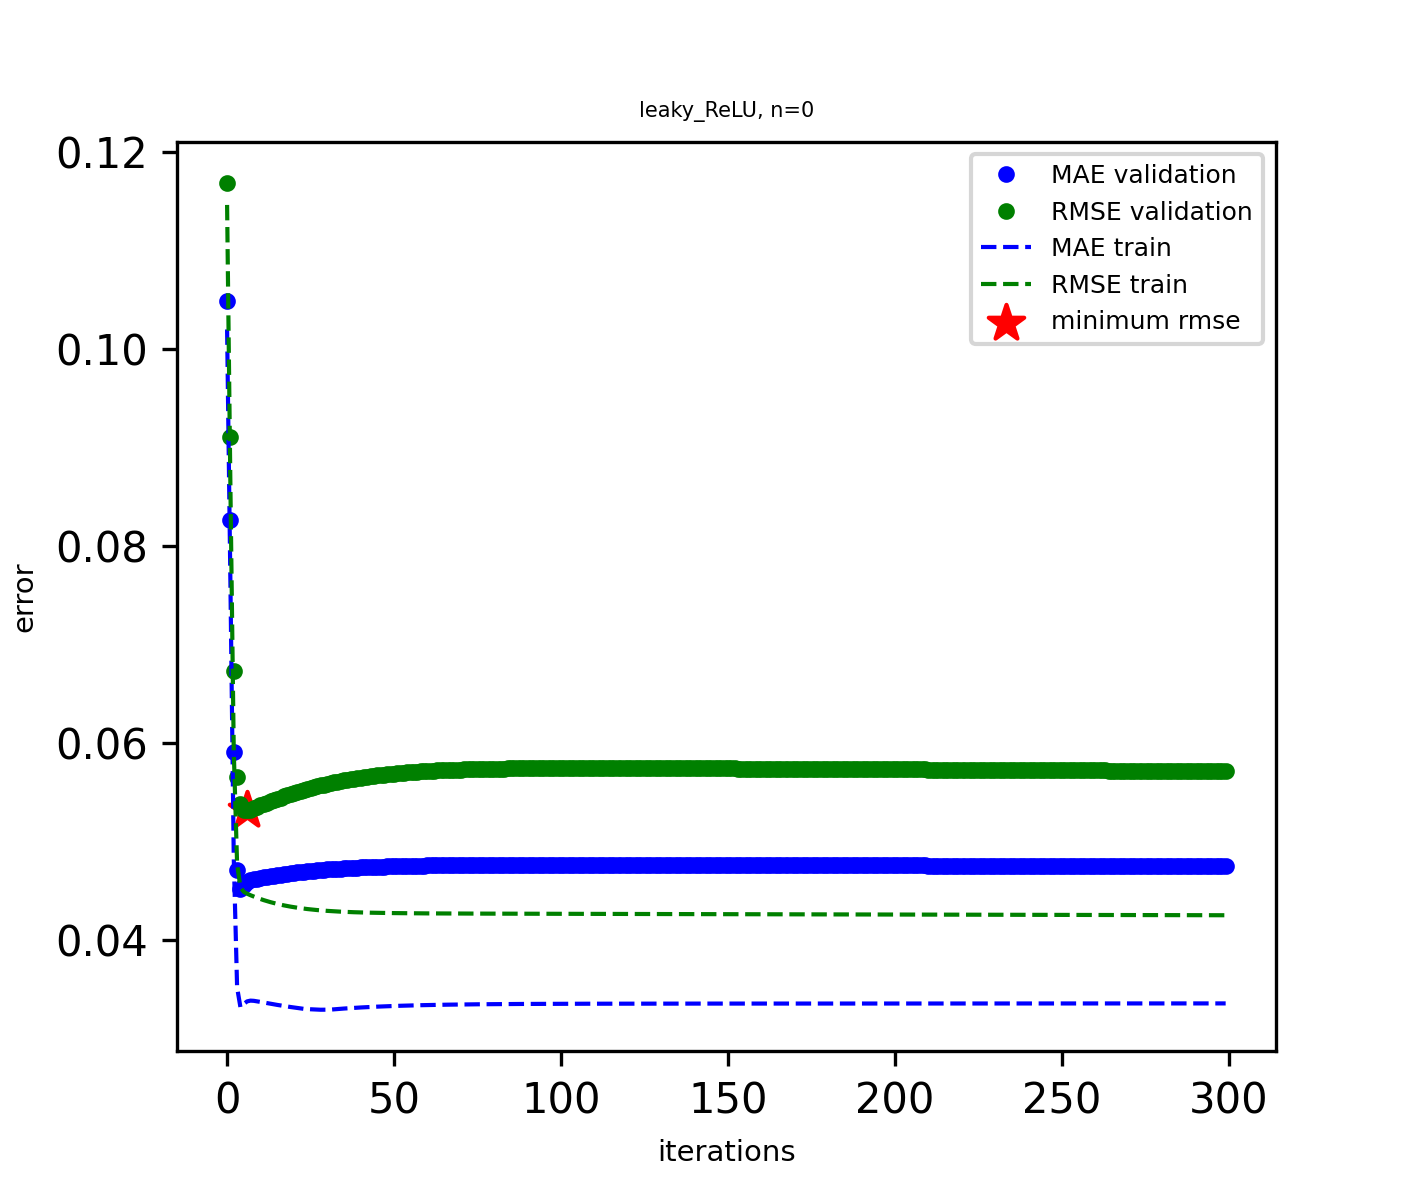 leaky_ReLU, n=0
0.12
0.10
0.08
0.06
0.04
error
MAE validation
RMSE validation
MAE train
RMSE train
minimum rmse
0 50 100 150 200 250 300
iterations